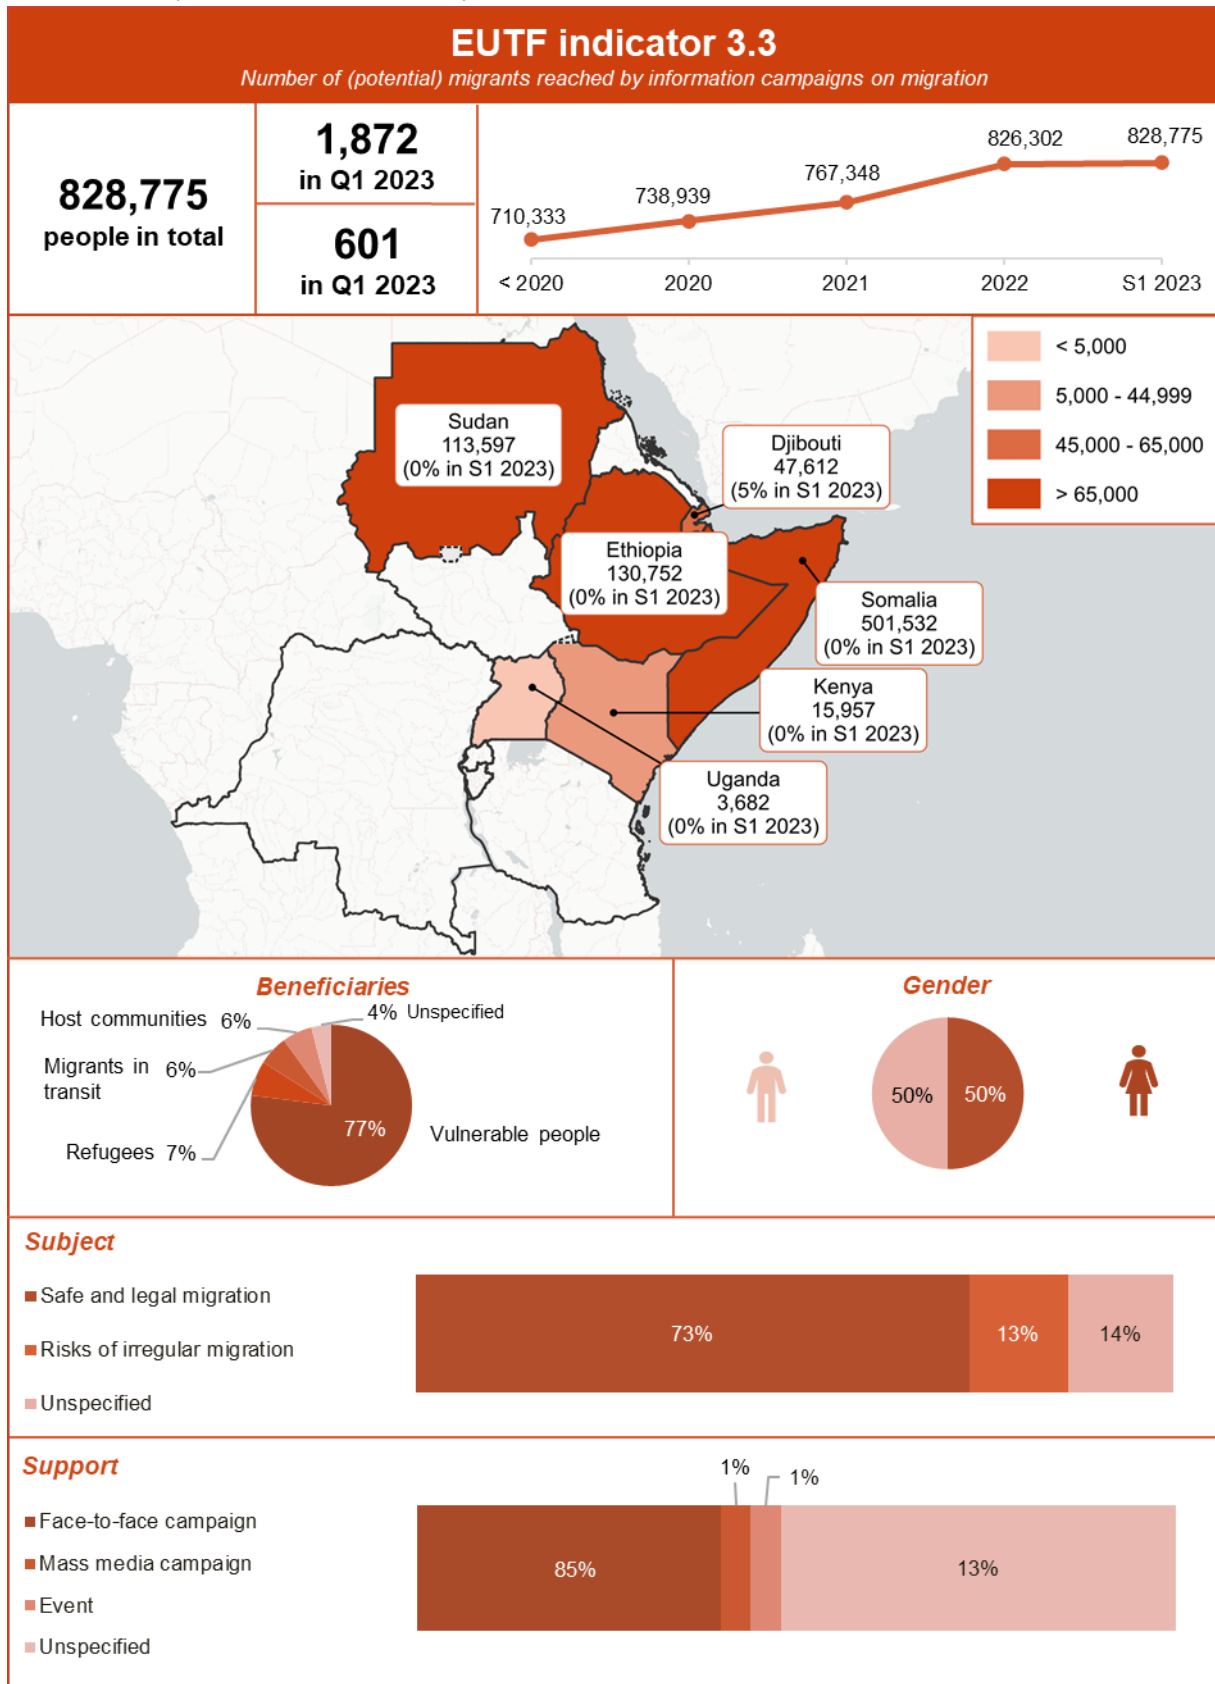 EUTF indicator 3.3
Number of (potential) migrants reached by information campaigns on migration
828,775
people in total
1,872
in Q1 2023
601
in Q1 2023
710,333
738,939
767,348
826,302
828,775
< 2020
2020
2021
2022
S1 2023
< 5,000
5,000 - 44,999
45,000 - 65,000
> 65,000
Sudan
113,597
(0% in S1 2023)
Djibouti
47,612
(5% in S1 2023)
Ethiopia
130,752
(0% in S1 2023)
Somalia
501,532
(0% in S1 2023)
Kenya
15,957
(0% in S1 2023)
Uganda
3,682
(0% in S1 2023)
Beneficiaries
Host communities 6%
4% Unspecified
Migrants in
transit
6%
Refugees 7%
77%
Vulnerable people
Gender
50%
50%
Subject
Safe and legal migration
Risks of irregular migration
Unspecified
73%
13%
14%
Support
Face-to-face campaign
Mass media campaign
Event
Unspecified
1%
1%
85%
13%